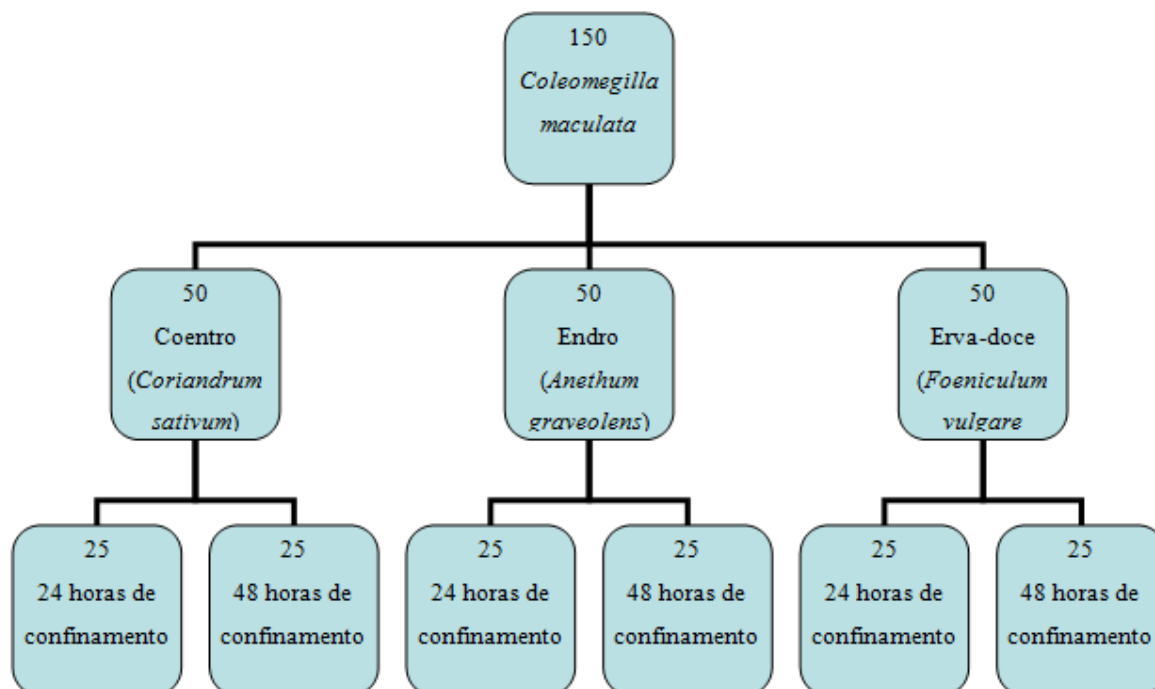 150
Coleomegilla
maculata
50
Coentro
(Coriandrum
sativum)
50
Endro
(Anethum
graveolens)
50
Erva-doce
(Foeniculum
vulgare
25
24 horas de
confinamento
25
48 horas de
confinamento
25
24 horas de
confinamento
25
48 horas de
confinamento
25
24 horas de
confinamento
25
48 horas de
confinamento